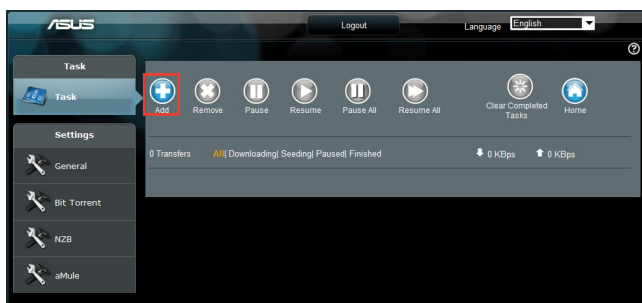 ASUS
Logout
Language English
Task
Task
Add Remove Pause Resume Pause All Resume All Clear Completed Tasks Home
Settings
0 Transfers All| Downloading| Seeding| Paused| Finished 0 KBps 0 KBps
General
Bit Torrent
NZB
aMule